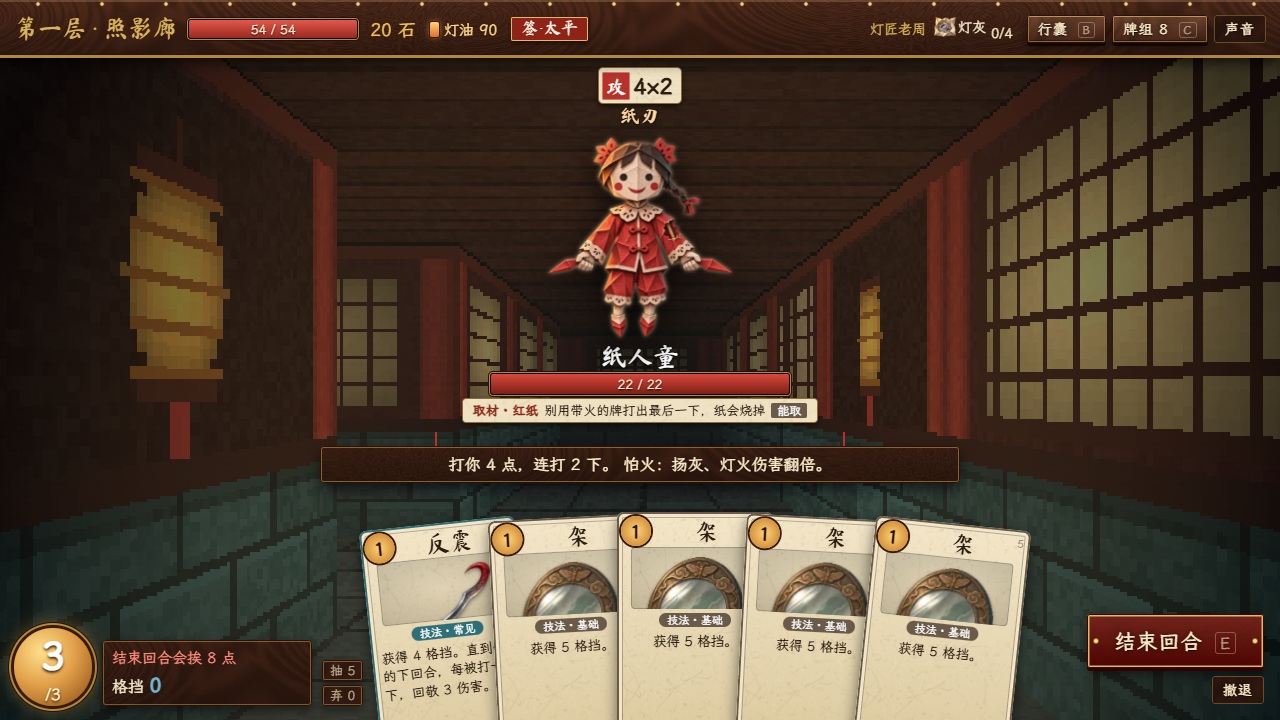 第一层·照影廊
54 / 54
20 石
灯油 90
签·太平
灯匠老周
灯灰 0/4
行囊 B
牌组 8 C
声音
攻 4×2
纸刃
纸人童
22 / 22
取材·红纸 别用带火的牌打出最后一下，纸会烧掉 能取
打你 4 点，连打 2 下。 怕火：扬灰、灯火伤害翻倍。
1 反震
技法·常见
获得 4 格挡。直到
的下回合，每被打一
下，回敬 3 伤害。
1 架
技法·基础
获得 5 格挡。
1 架
技法·基础
获得 5 格挡。
1 架
技法·基础
获得 5 格挡。
1 架 5
技法·基础
获得 5 格挡。
3
/3
结束回合会挨 8 点
格挡 0
抽 5
弃 0
结束回合 E
撤退